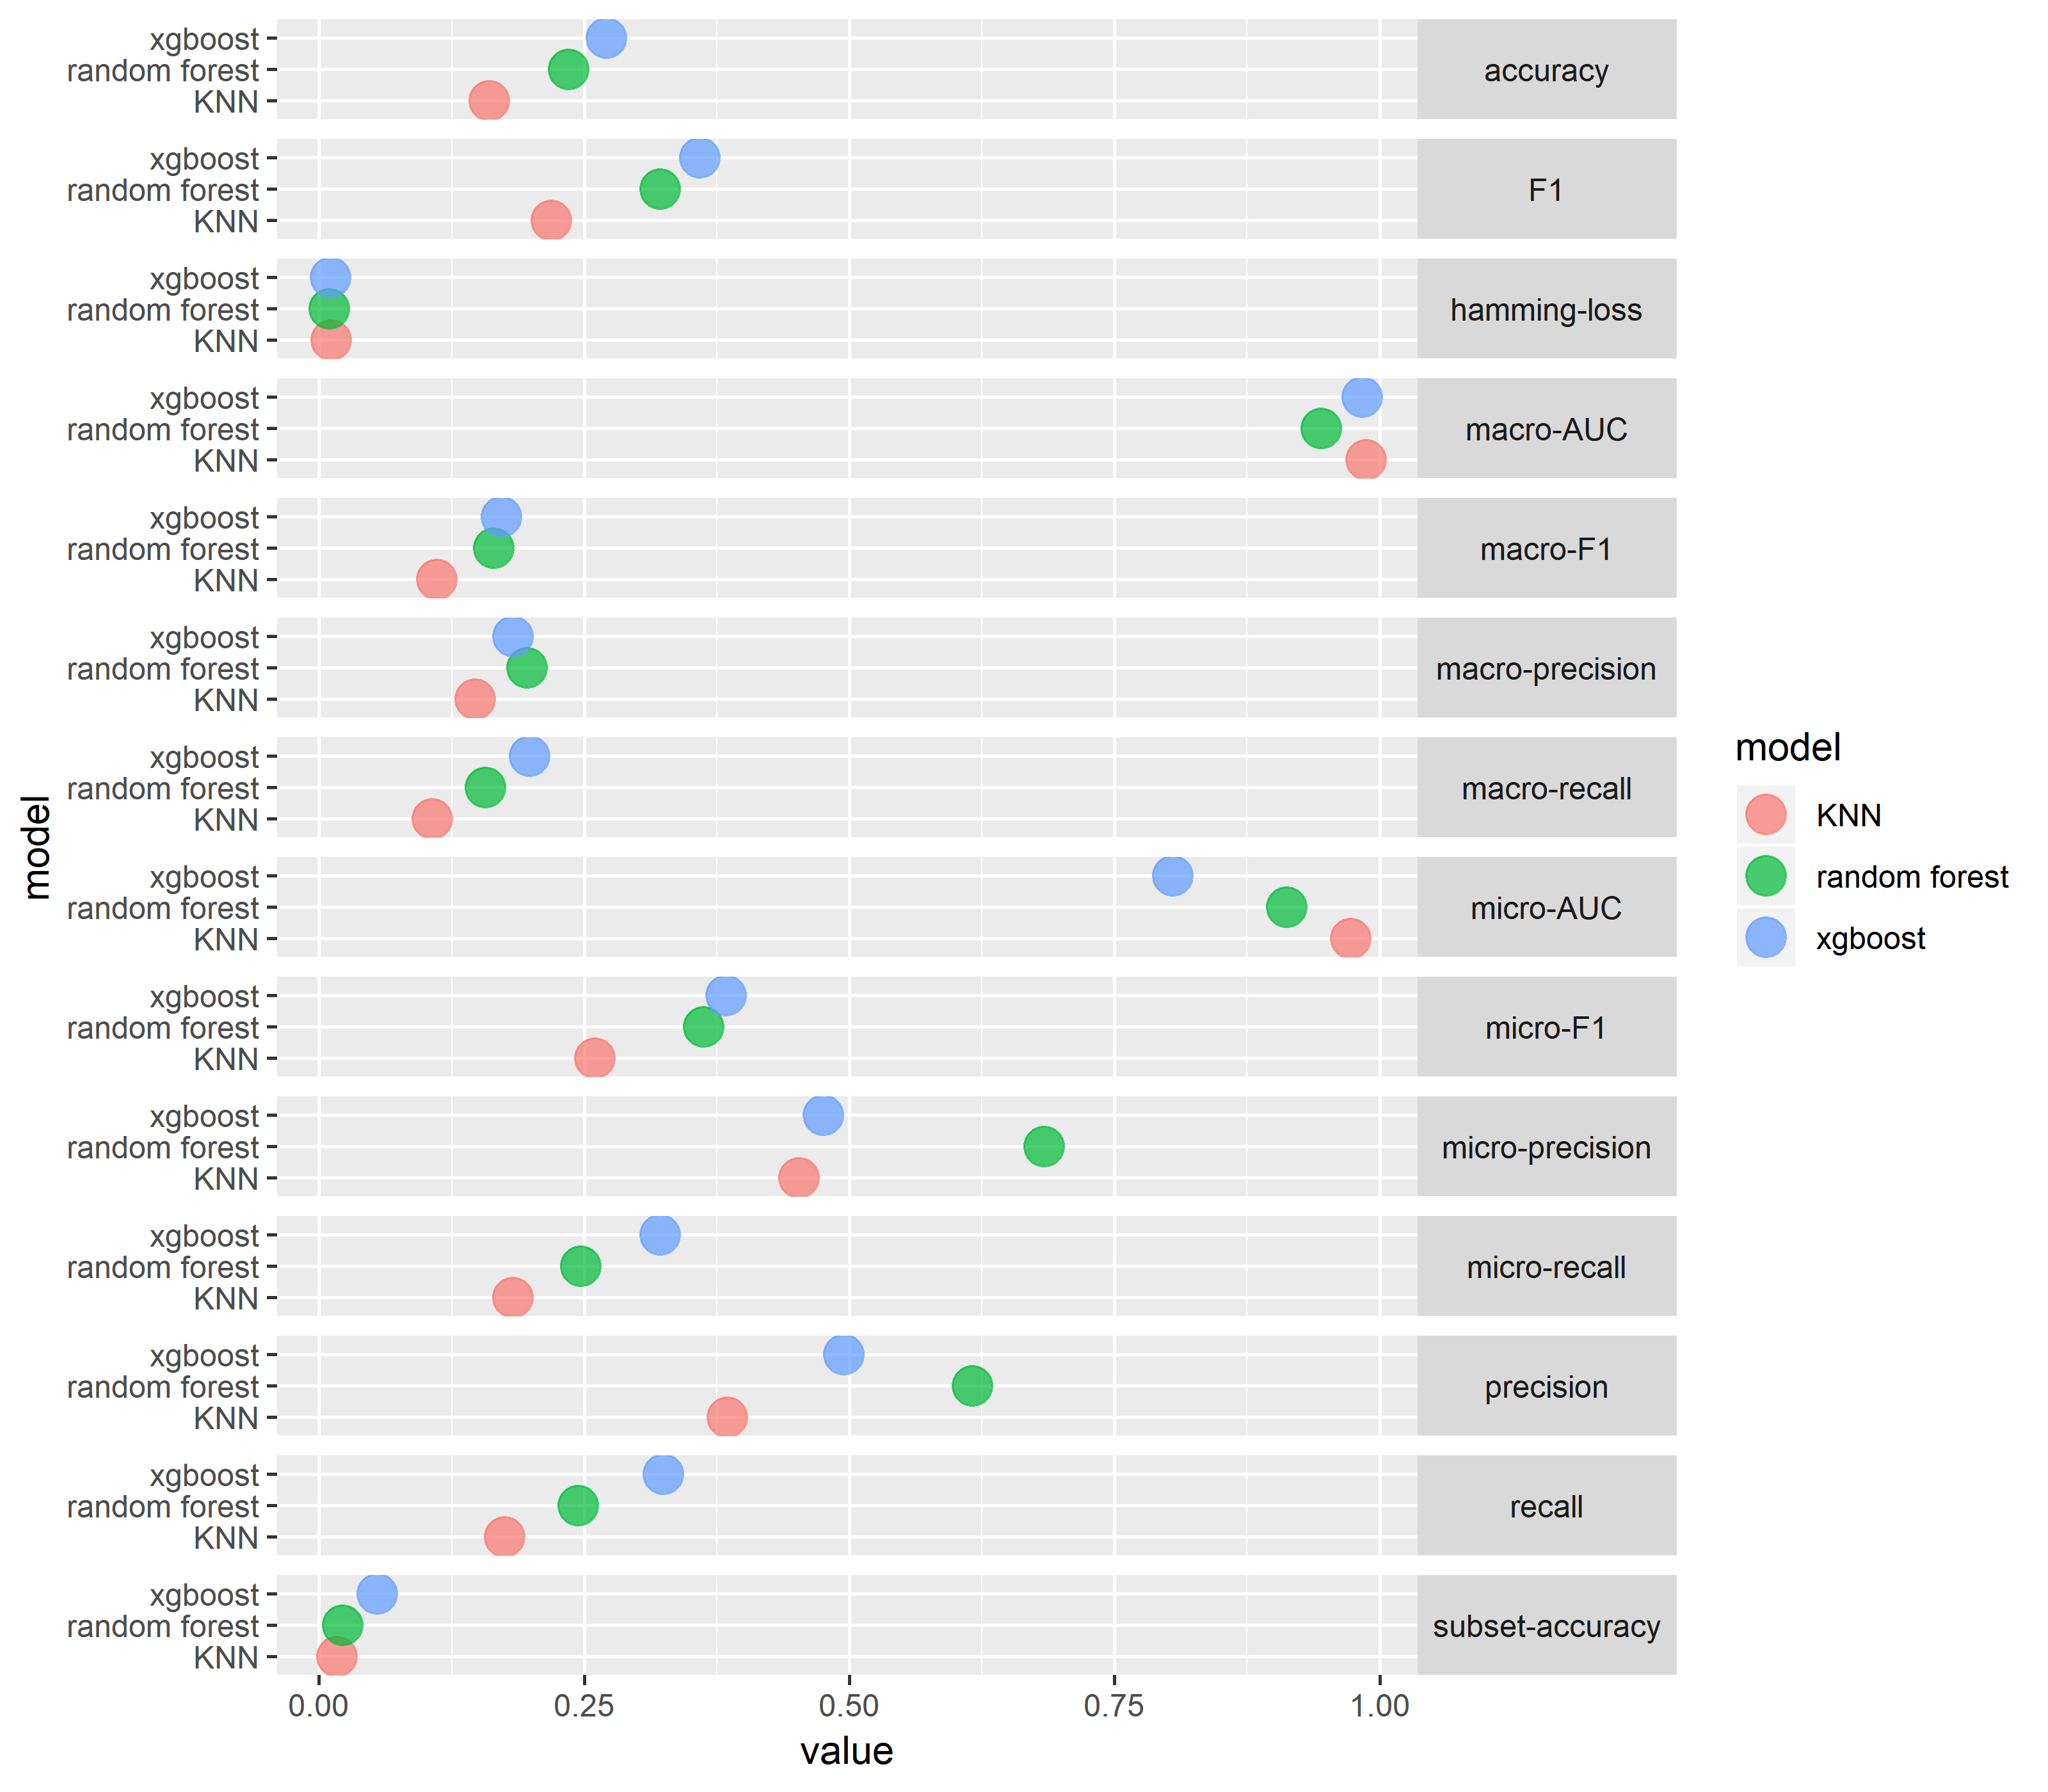 xgboost
random forest
KNN
accuracy
xgboost
random forest
KNN
F1
xgboost
random forest
KNN
hamming-loss
xgboost
random forest
KNN
macro-AUC
xgboost
random forest
KNN
macro-F1
xgboost
random forest
KNN
macro-precision
xgboost
random forest
KNN
macro-recall
xgboost
random forest
KNN
micro-AUC
xgboost
random forest
KNN
micro-F1
xgboost
random forest
KNN
micro-precision
xgboost
random forest
KNN
micro-recall
xgboost
random forest
KNN
precision
xgboost
random forest
KNN
recall
xgboost
random forest
KNN
subset-accuracy
0.00 0.25 0.50 0.75 1.00
value
model
model
KNN
random forest
xgboost